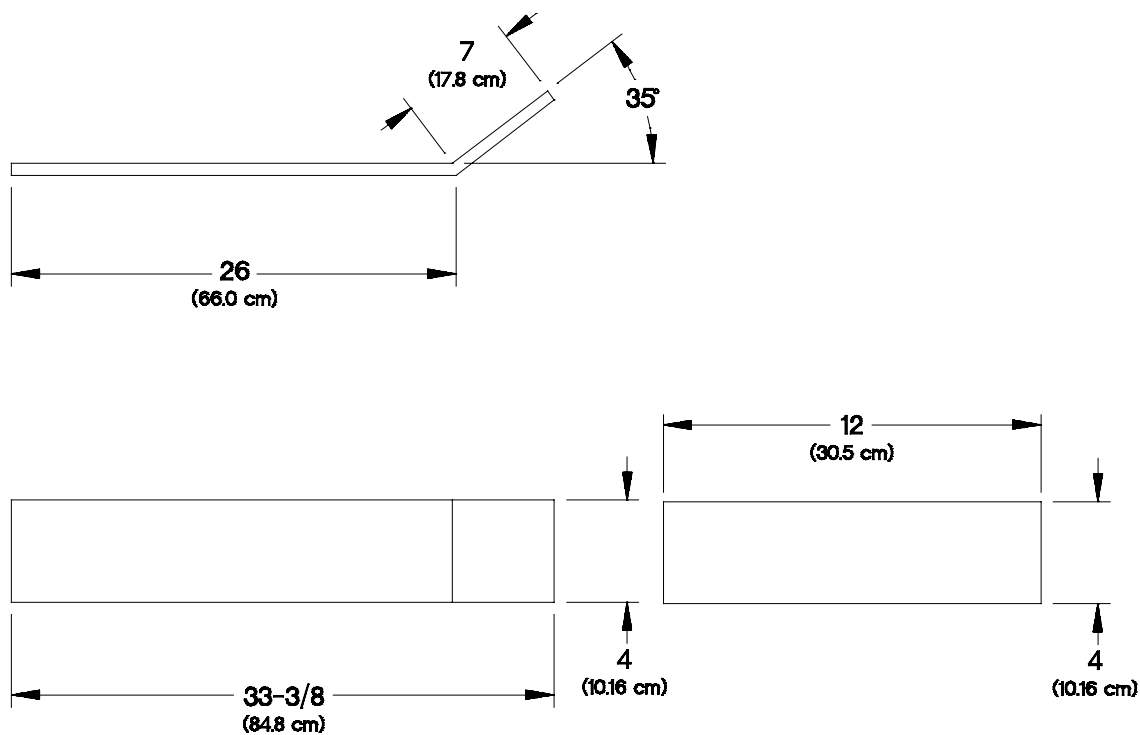 7
(17.8 cm)
35°
26
(66.0 cm)
12
(30.5 cm)
4
(10.16 cm)
4
(10.16 cm)
33-3/8
(84.8 cm)